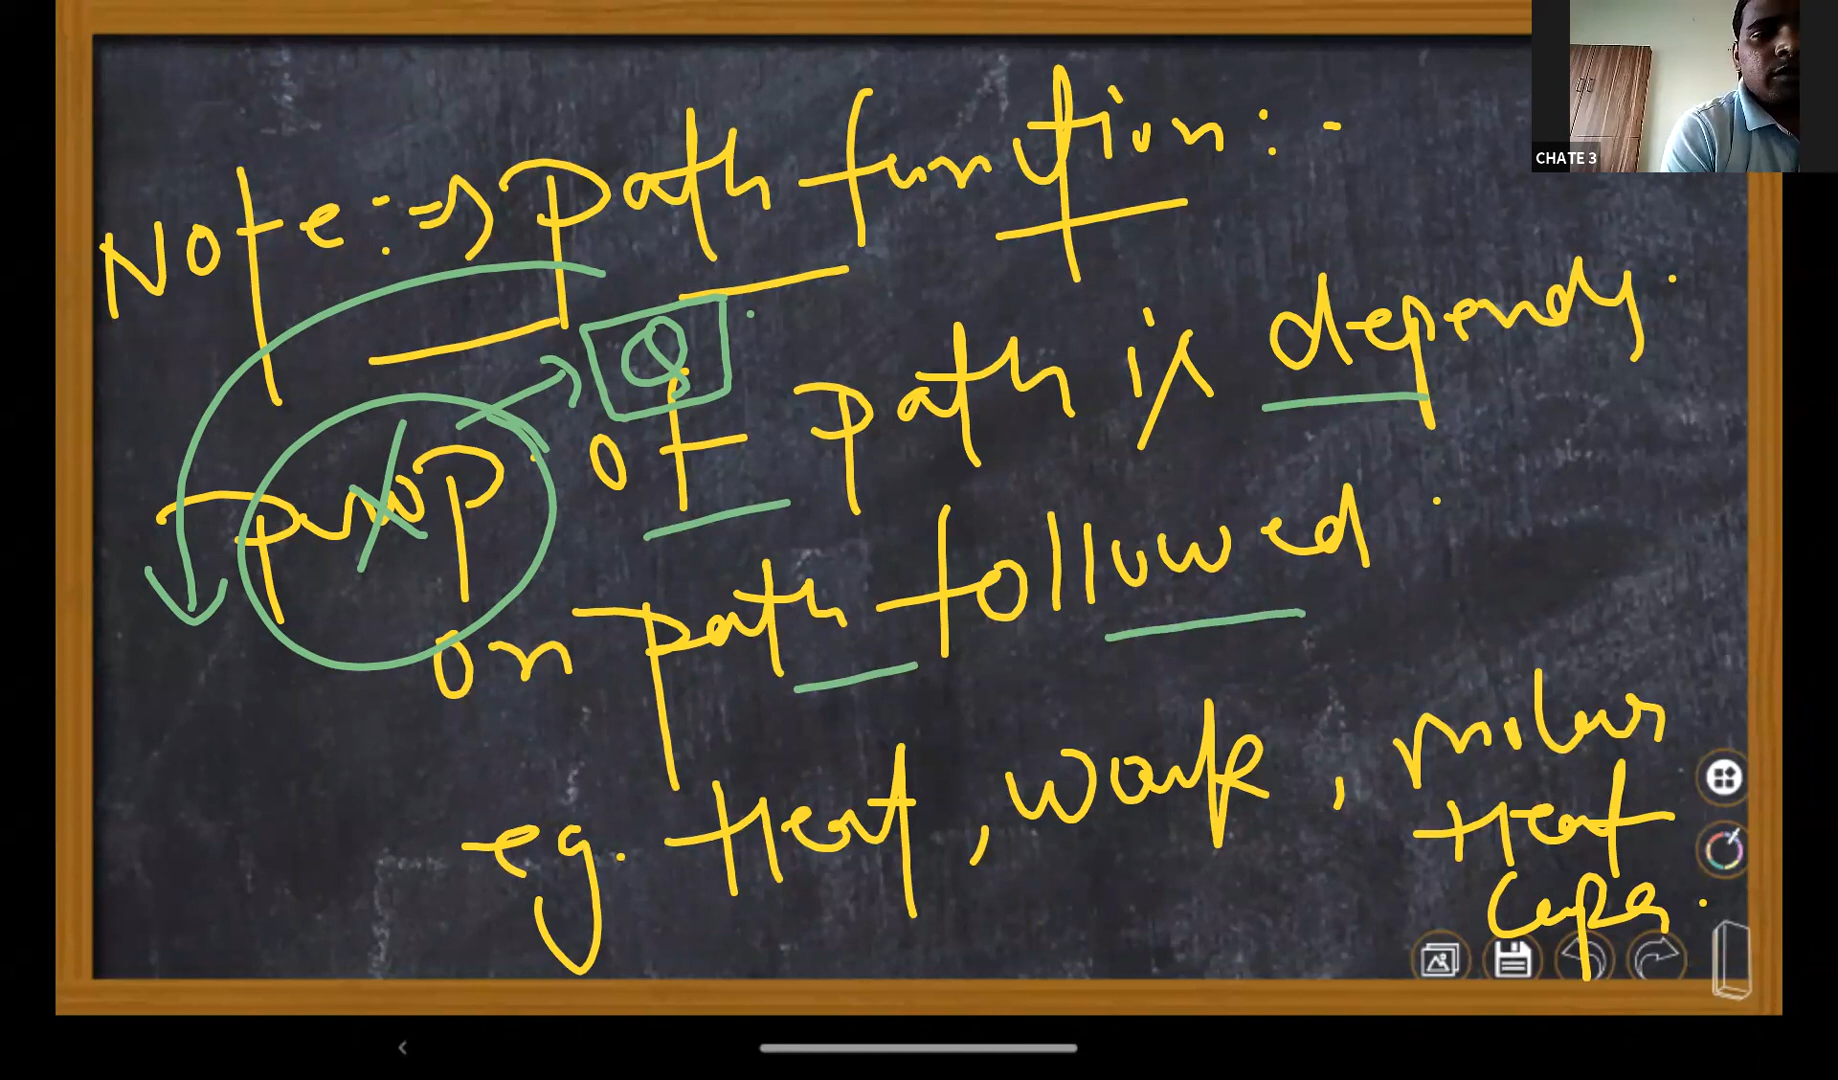 CHATE 3
Note :⇒ path function :-
Q
prop. of path is depends
on path followed.
eg. Heat, work, molar
Heat
capa.